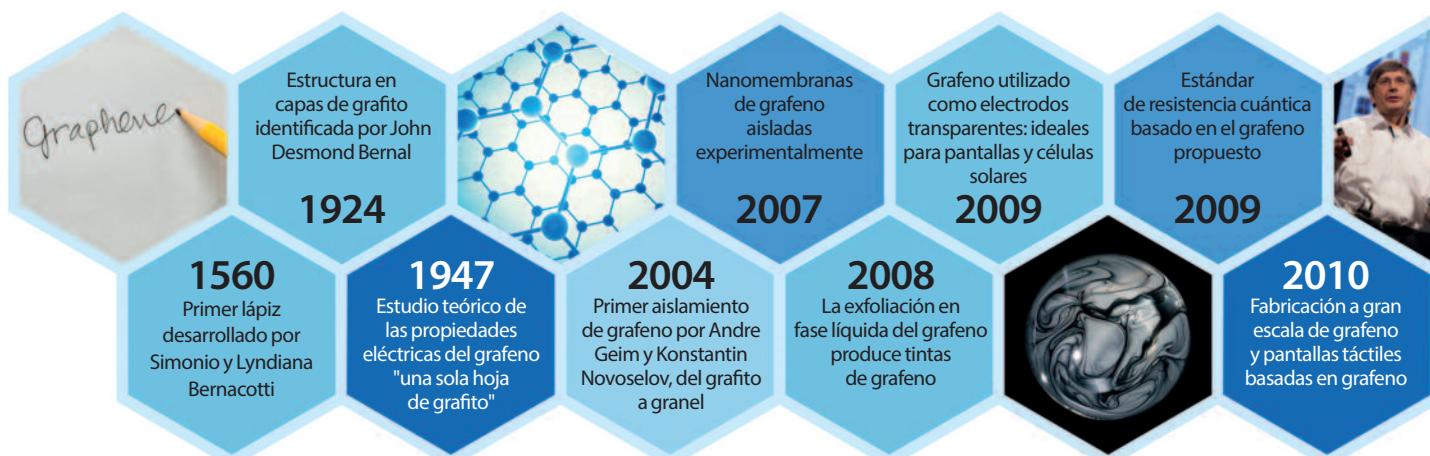 Graphene
1560
Primer lápiz
desarrollado por
Simonio y Lyndiana
Bernacotti
Estructura en
capas de grafito
identificada por John
Desmond Bernal
1924
1947
Estudio teórico de
las propiedades
eléctricas del grafeno
"una sola hoja
de grafito"
2004
Primer aislamiento
de grafeno por Andre
Geim y Konstantin
Novoselov, del grafito
a granel
Nanomembranas
de grafeno
aisladas
experimentalmente
2007
2008
La exfoliación en
fase líquida del grafeno
produce tintas
de grafeno
Grafeno utilizado
como electrodos
transparentes: ideales
para pantallas y células
solares
2009
Estándar
de resistencia cuántica
basado en el grafeno
propuesto
2009
2010
Fabricación a gran
escala de grafeno
y pantallas táctiles
basadas en grafeno